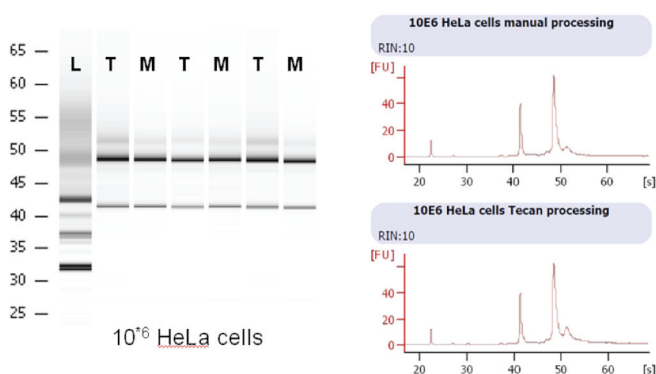 65
60
55
50
45
40
35
30
25
L T M T M T M
10*6 HeLa cells
10E6 HeLa cells manual processing
RIN:10
[FU]
40
20
0
20 30 40 50 60 [s]
10E6 HeLa cells Tecan processing
RIN:10
[FU]
60
40
20
0
20 30 40 50 60 [s]